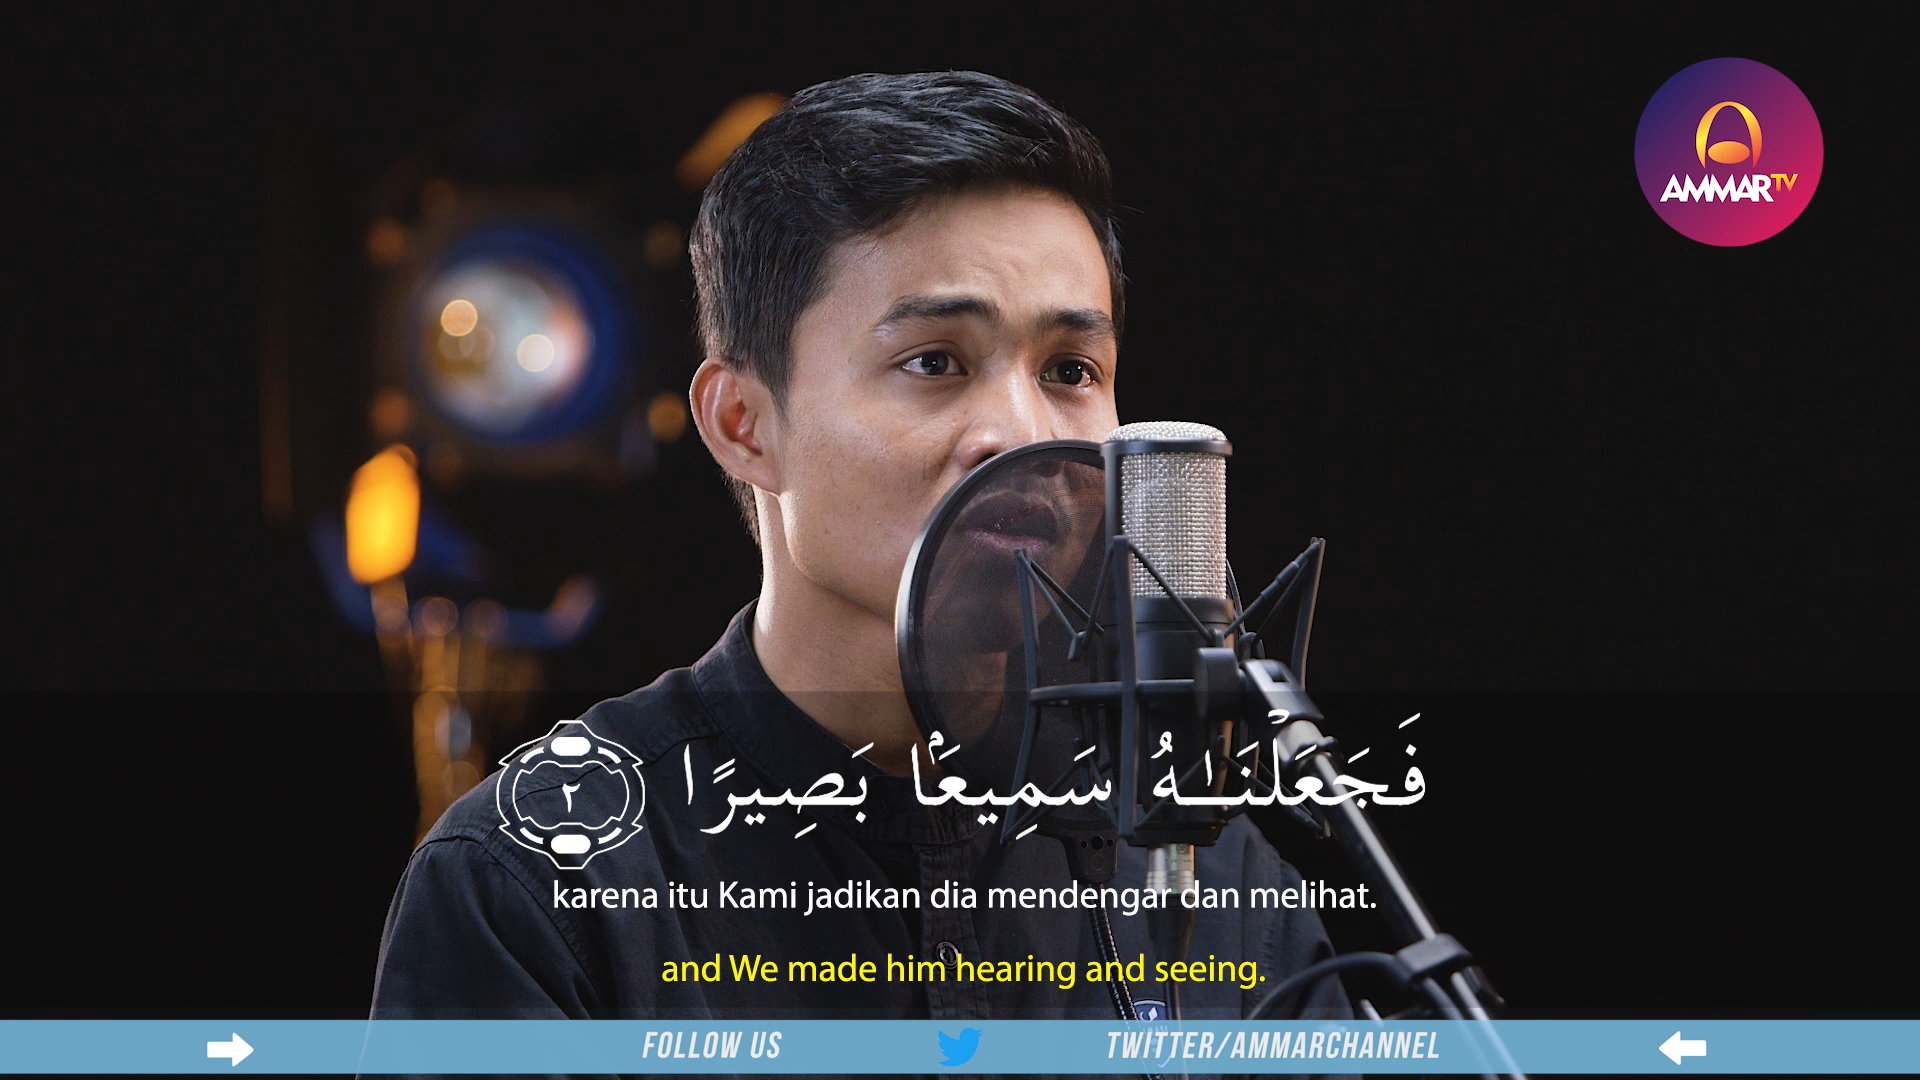 AMMARTV
فَجَعَلْنَـٰهُ سَمِيعَۢا بَصِيرًا ٢
karena itu Kami jadikan dia mendengar dan melihat.
and We made him hearing and seeing.
FOLLOW US TWITTER/AMMARCHANNEL